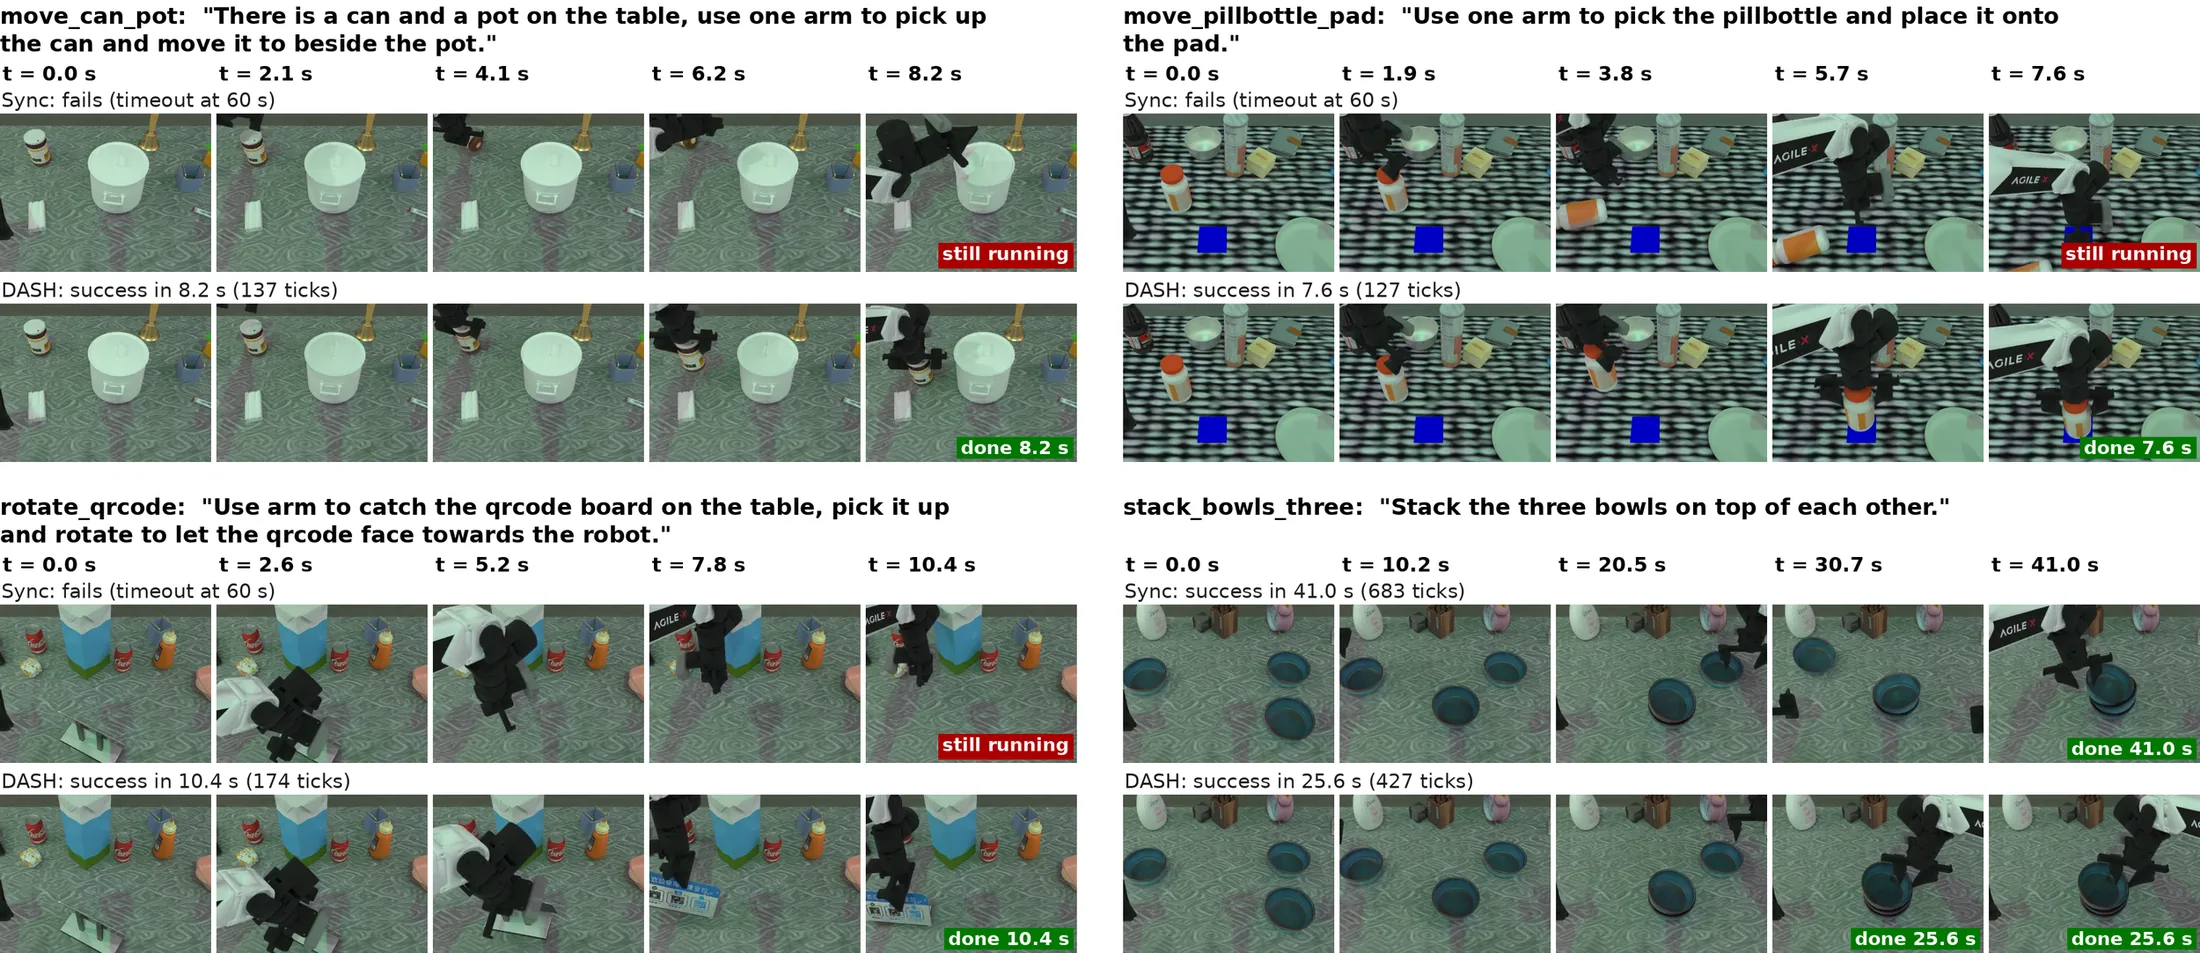 move_can_pot:  "There is a can and a pot on the table, use one arm to pick up
the can and move it to beside the pot."
t = 0.0 s
t = 2.1 s
t = 4.1 s
t = 6.2 s
t = 8.2 s
Sync: fails (timeout at 60 s)
still running
DASH: success in 8.2 s (137 ticks)
done 8.2 s
move_pillbottle_pad:  "Use one arm to pick the pillbottle and place it onto
the pad."
t = 0.0 s
t = 1.9 s
t = 3.8 s
t = 5.7 s
t = 7.6 s
Sync: fails (timeout at 60 s)
AGILE X
AGILE X
still running
DASH: success in 7.6 s (127 ticks)
AGILE X
done 7.6 s
rotate_qrcode:  "Use arm to catch the qrcode board on the table, pick it up
and rotate to let the qrcode face towards the robot."
t = 0.0 s
t = 2.6 s
t = 5.2 s
t = 7.8 s
t = 10.4 s
Sync: fails (timeout at 60 s)
AGILE X
still running
DASH: success in 10.4 s (174 ticks)
done 10.4 s
stack_bowls_three:  "Stack the three bowls on top of each other."
t = 0.0 s
t = 10.2 s
t = 20.5 s
t = 30.7 s
t = 41.0 s
Sync: success in 41.0 s (683 ticks)
AGILE X
done 41.0 s
DASH: success in 25.6 s (427 ticks)
done 25.6 s
done 25.6 s